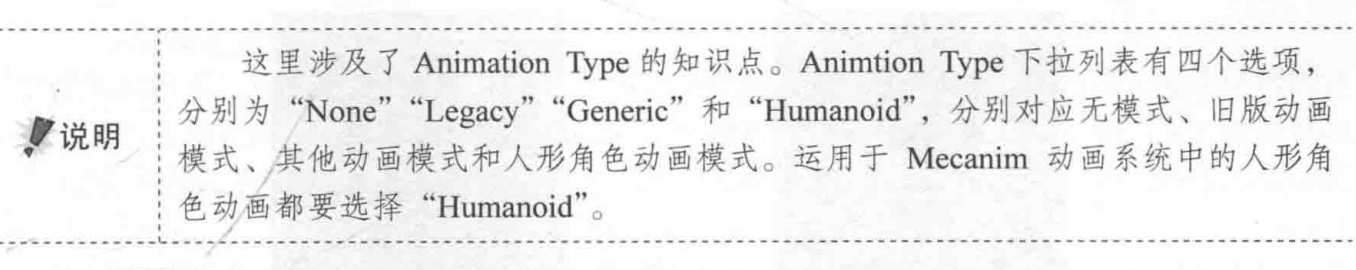 说明
这里涉及了 Animation Type 的知识点。Animtion Type 下拉列表有四个选项，
分别为“None”“Legacy”“Generic”和“Humanoid”，分别对应无模式、旧版动画
模式、其他动画模式和人形角色动画模式。运用于 Mecanim 动画系统中的人形角
色动画都要选择“Humanoid”。